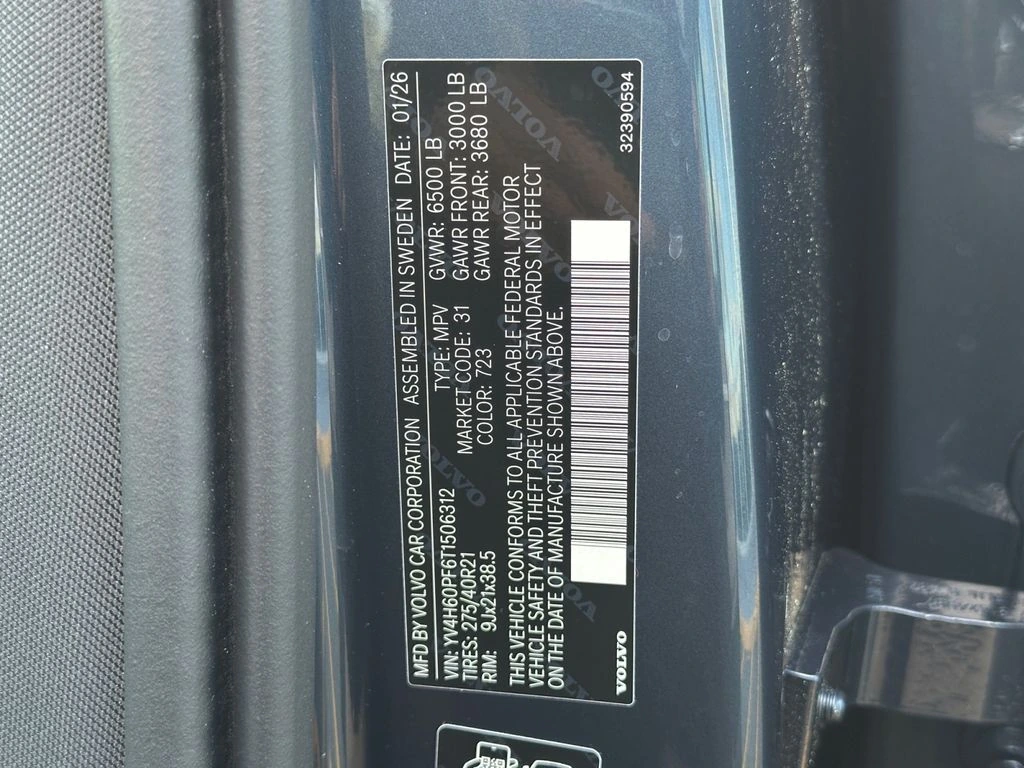 MFD BY VOLVO CAR CORPORATION ASSEMBLED IN SWEDEN DATE: 01/26
VIN: YV4H60PF6T1506312 TYPE: MPV GVWR: 6500 LB
TIRES: 275/40R21 MARKET CODE: 31 GAWR FRONT: 3000 LB
RIM: 9Jx21x38.5 COLOR: 723 GAWR REAR: 3680 LB
THIS VEHICLE CONFORMS TO ALL APPLICABLE FEDERAL MOTOR
VEHICLE SAFETY AND THEFT PREVENTION STANDARDS IN EFFECT
ON THE DATE OF MANUFACTURE SHOWN ABOVE.
VOLVO 32390594